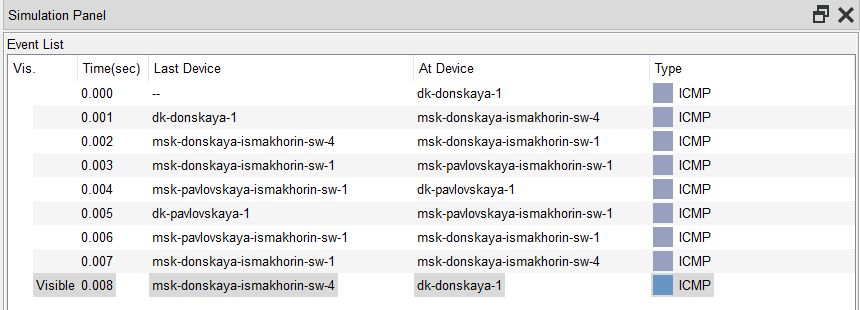 Simulation Panel
Event List
Vis. Time(sec) Last Device At Device Type
0.000 -- dk-donskaya-1 ICMP
0.001 dk-donskaya-1 msk-donskaya-ismakhorin-sw-4 ICMP
0.002 msk-donskaya-ismakhorin-sw-4 msk-donskaya-ismakhorin-sw-1 ICMP
0.003 msk-donskaya-ismakhorin-sw-1 msk-pavlovskaya-ismakhorin-sw-1 ICMP
0.004 msk-pavlovskaya-ismakhorin-sw-1 dk-pavlovskaya-1 ICMP
0.005 dk-pavlovskaya-1 msk-pavlovskaya-ismakhorin-sw-1 ICMP
0.006 msk-pavlovskaya-ismakhorin-sw-1 msk-donskaya-ismakhorin-sw-1 ICMP
0.007 msk-donskaya-ismakhorin-sw-1 msk-donskaya-ismakhorin-sw-4 ICMP
Visible 0.008 msk-donskaya-ismakhorin-sw-4 dk-donskaya-1 ICMP